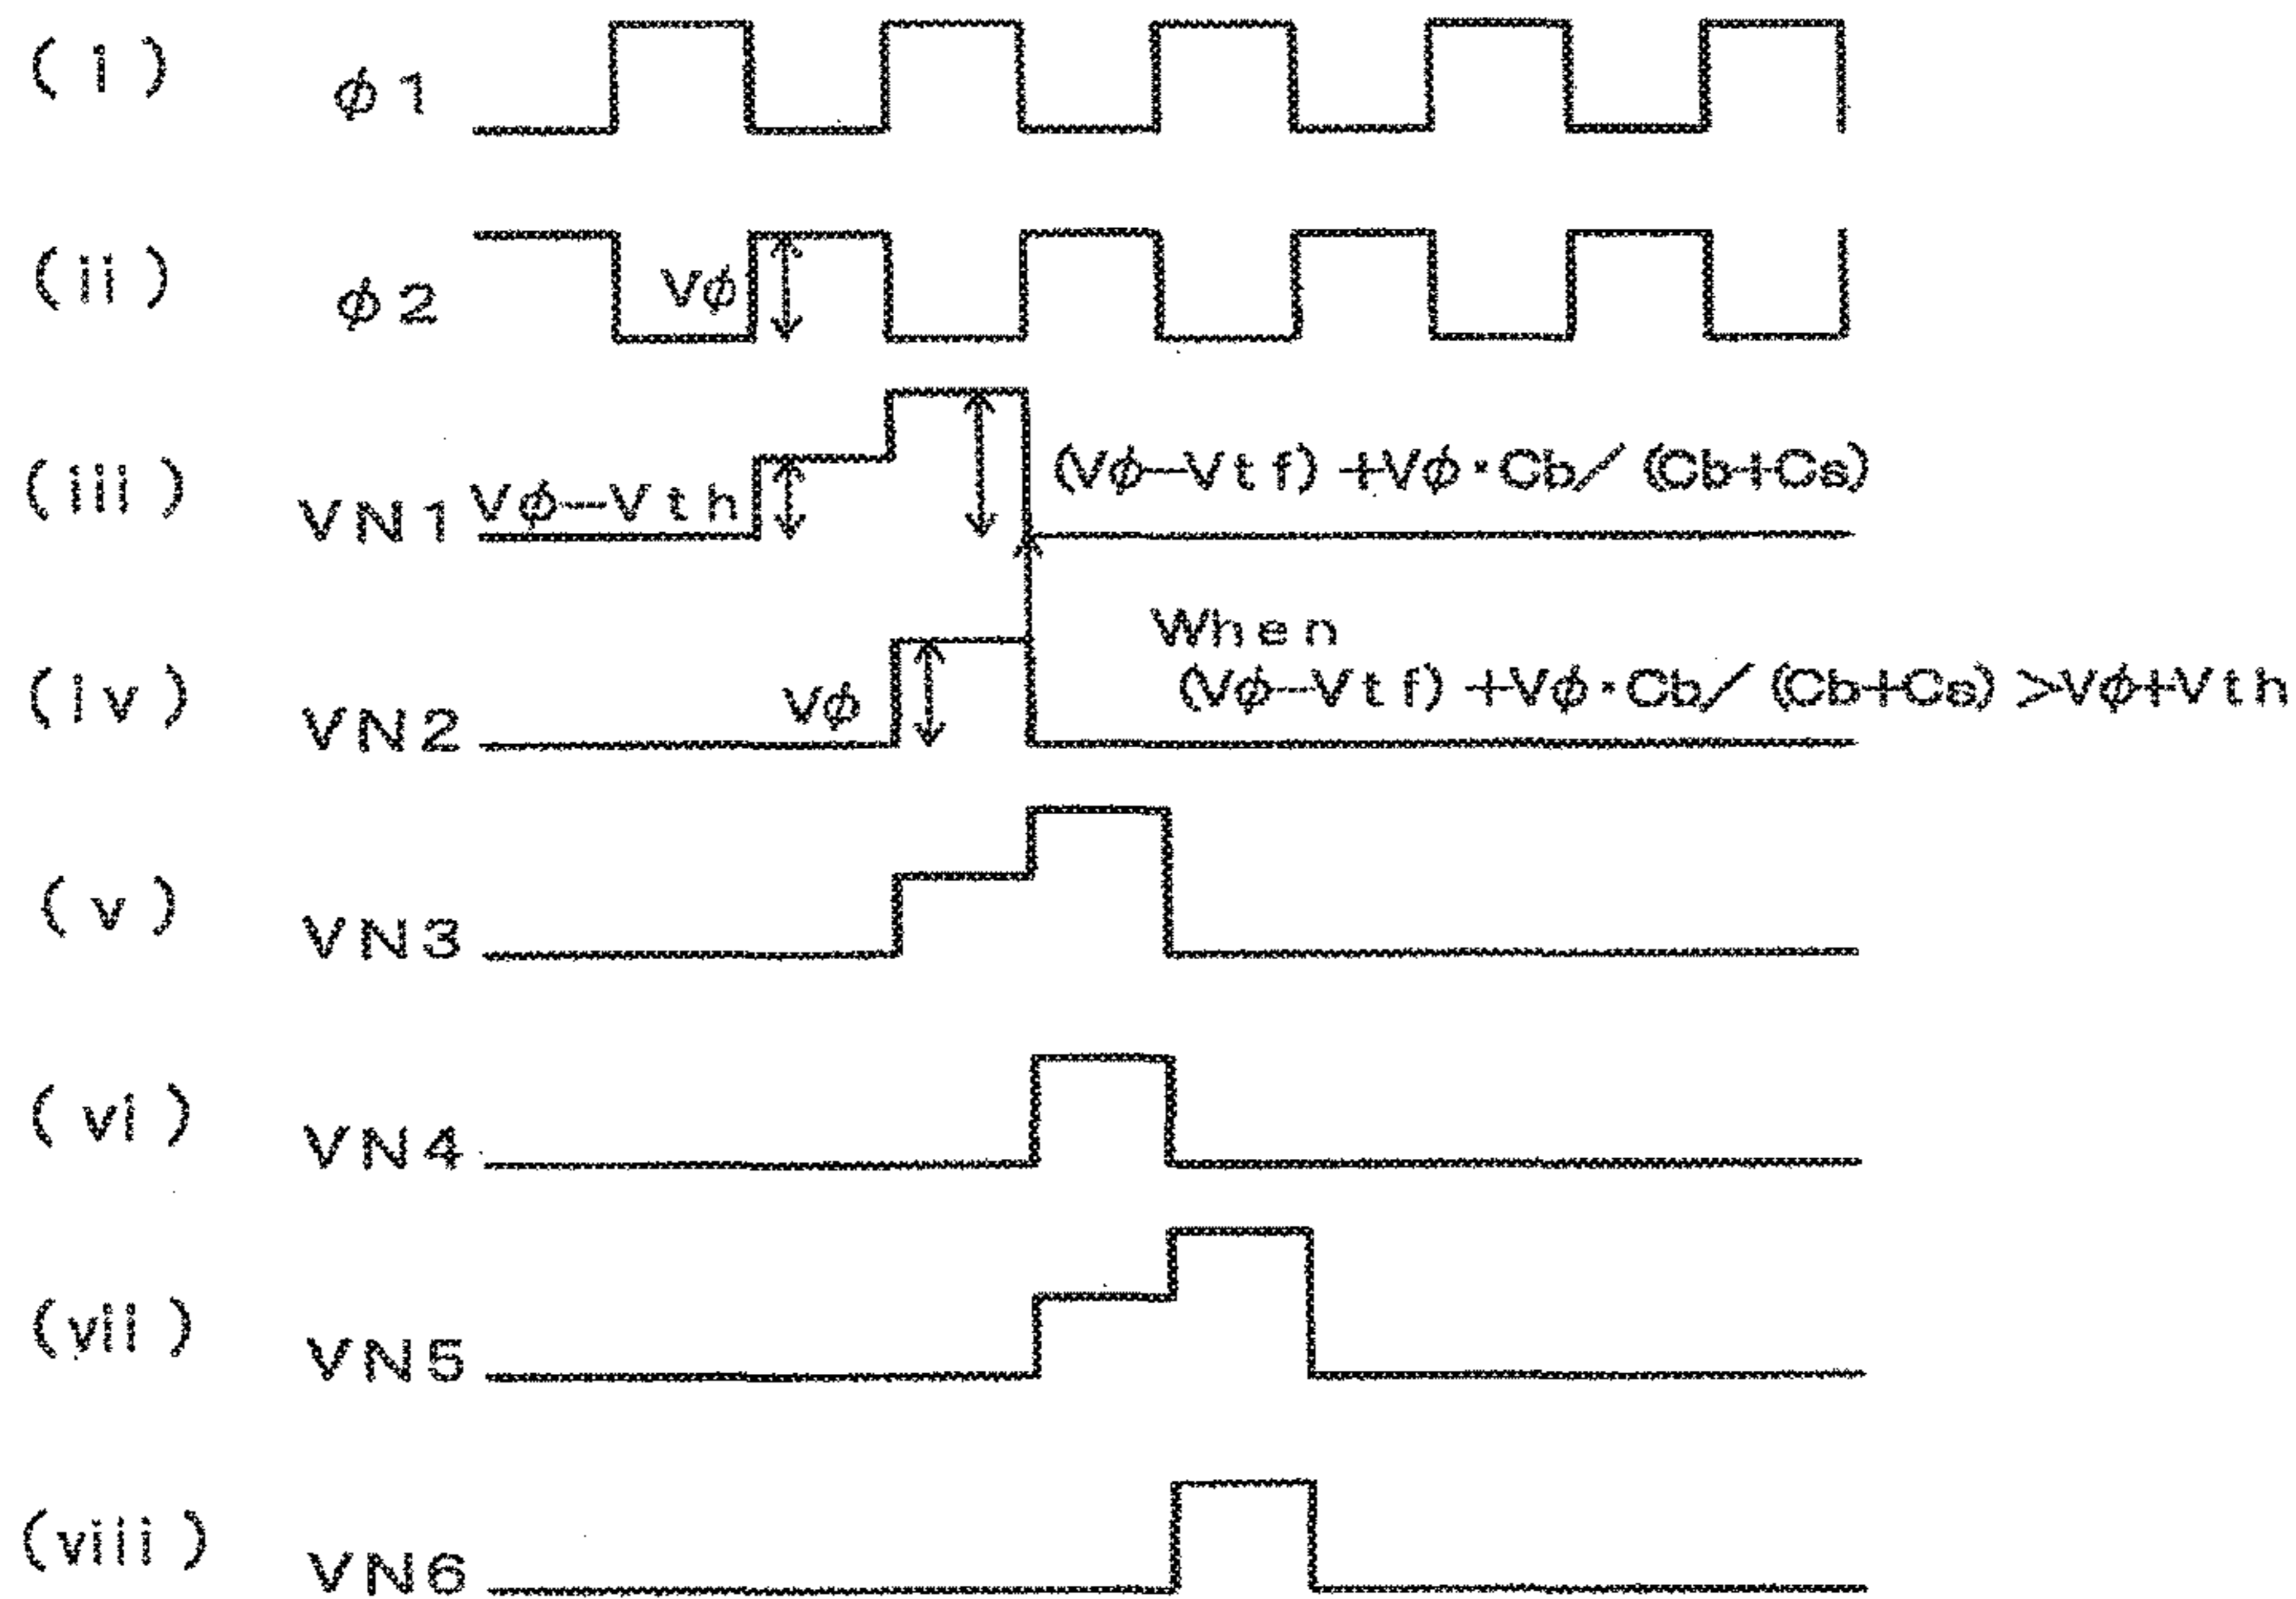 (i) φ1
(ii) φ2 Vφ
(iii) VN1 Vφ−Vth (Vφ−Vtf)+Vφ·Cb/(Cb+Cs)
When
(iv) VN2 Vφ (Vφ−Vtf)+Vφ·Cb/(Cb+Cs)>Vφ+Vth
(v) VN3
(vi) VN4
(vii) VN5
(viii) VN6